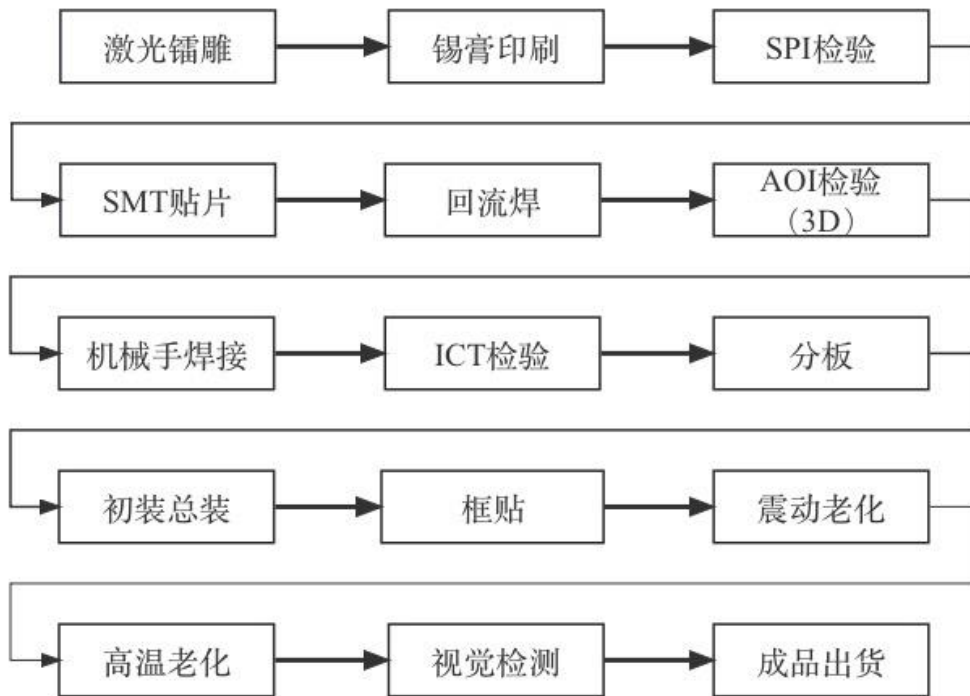 激光镭雕
锡膏印刷
SPI检验
SMT贴片
回流焊
AOI检验
（3D）
机械手焊接
ICT检验
分板
初装总装
框贴
震动老化
高温老化
视觉检测
成品出货